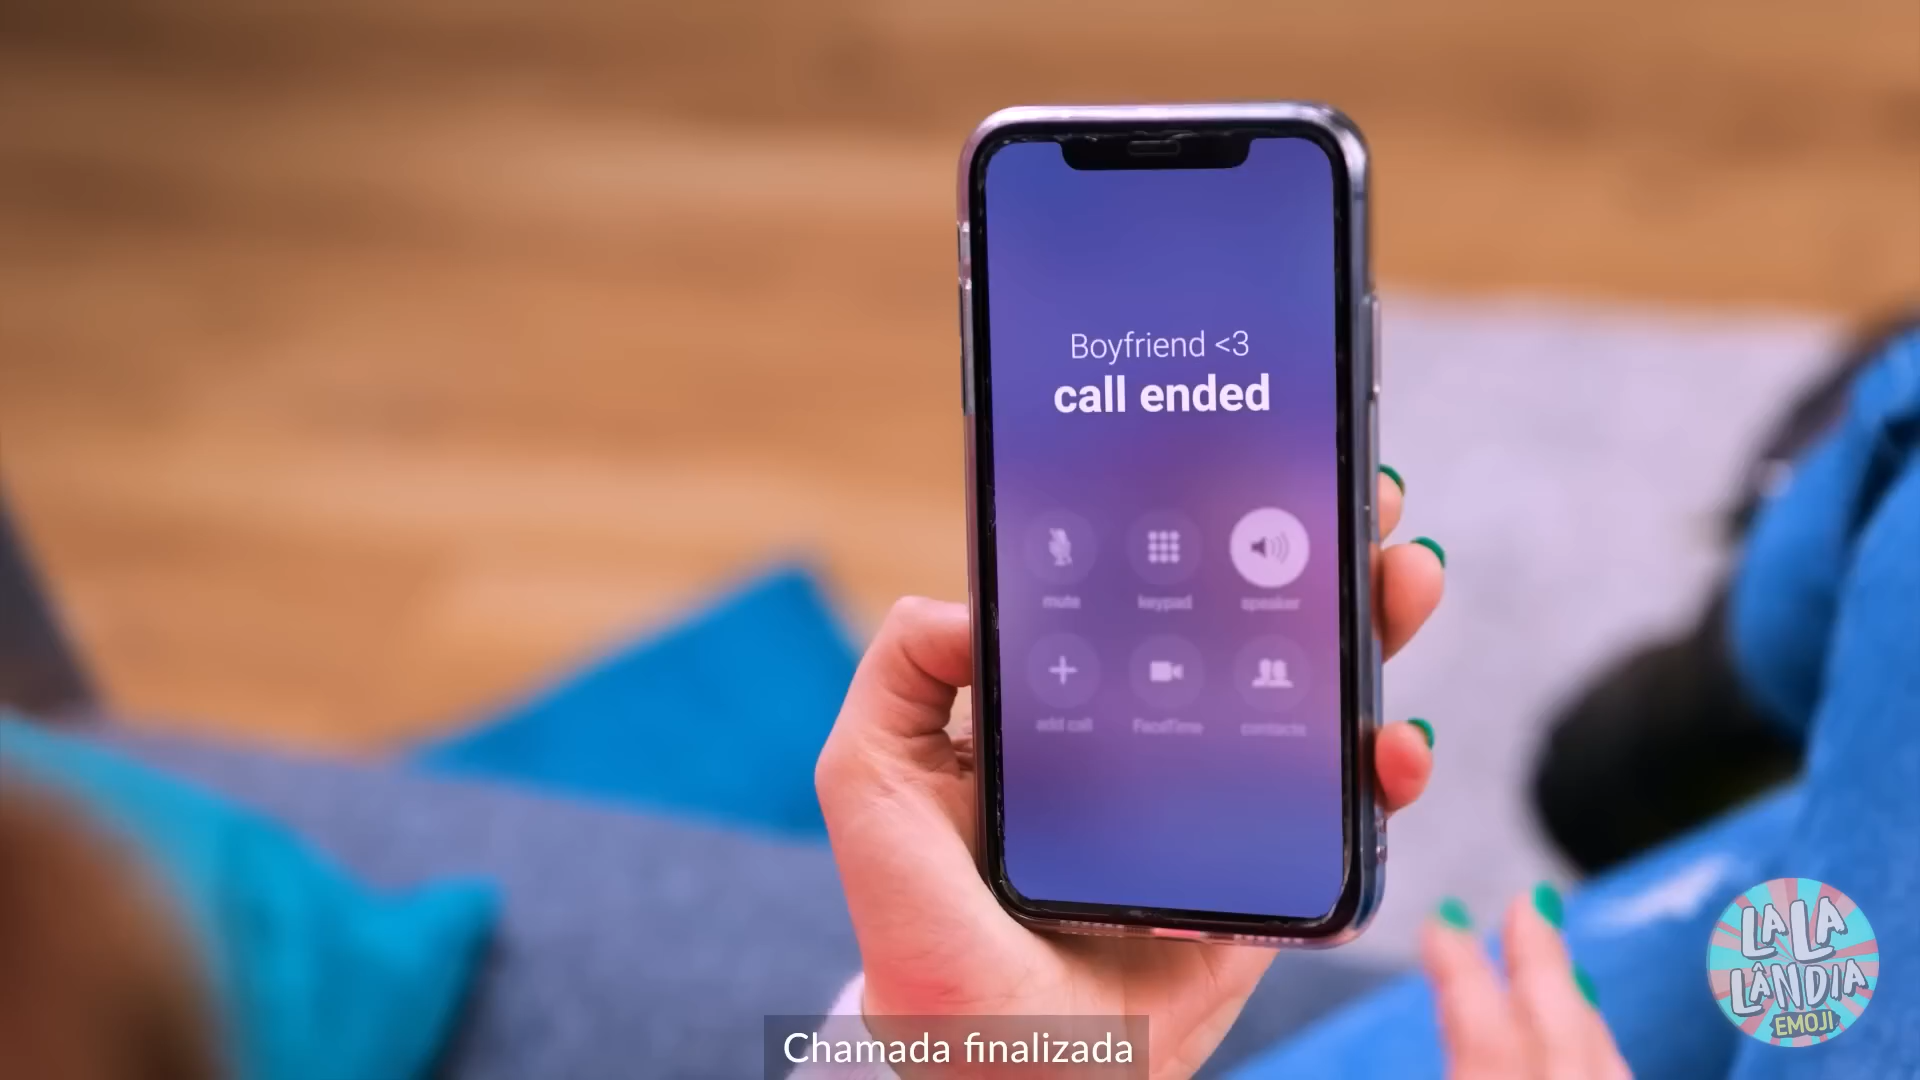 Boyfriend <3
call ended
mute
keypad
speaker
add call
FaceTime
contacts
LA LA
LÂNDIA
EMOJI
Chamada finalizada